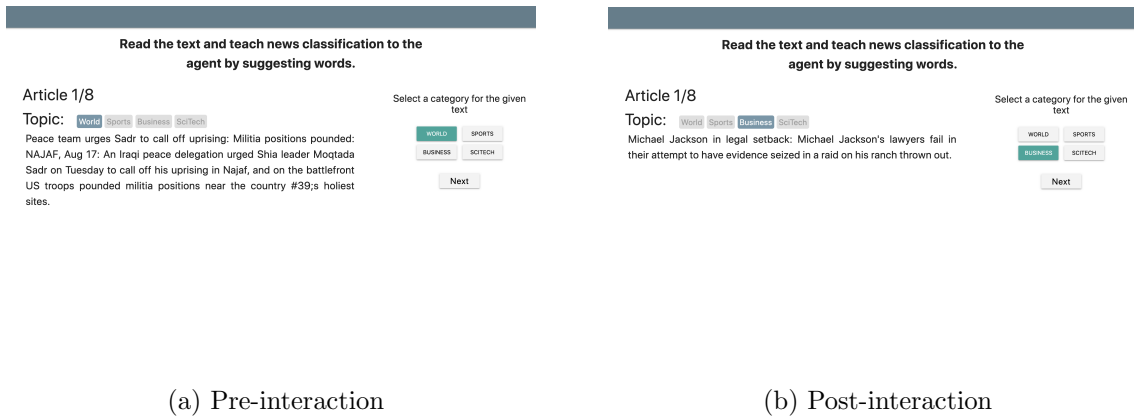 Read the text and teach news classification to the
agent by suggesting words.
Article 1/8
Topic: World Sports Business SciTech
Peace team urges Sadr to call off uprising: Militia positions pounded:
NAJAF, Aug 17: An Iraqi peace delegation urged Shia leader Moqtada
Sadr on Tuesday to call off his uprising in Najaf, and on the battlefront
US troops pounded militia positions near the country #39;s holiest
sites.
Select a category for the given
text
WORLD SPORTS
BUSINESS SCITECH
Next
(a) Pre-interaction
Read the text and teach news classification to the
agent by suggesting words.
Article 1/8
Topic: World Sports Business SciTech
Michael Jackson in legal setback: Michael Jackson's lawyers fail in
their attempt to have evidence seized in a raid on his ranch thrown out.
Select a category for the given
text
WORLD SPORTS
BUSINESS SCITECH
Next
(b) Post-interaction